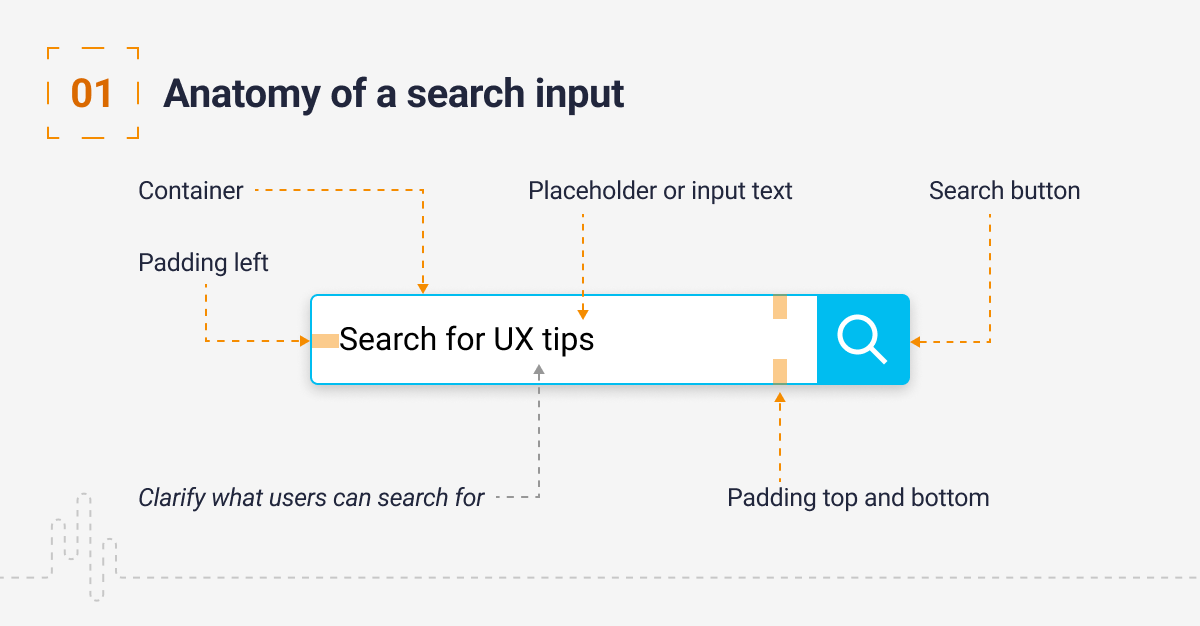 01
Anatomy of a search input
Container
Placeholder or input text
Search button
Padding left
Search for UX tips
Clarify what users can search for
Padding top and bottom